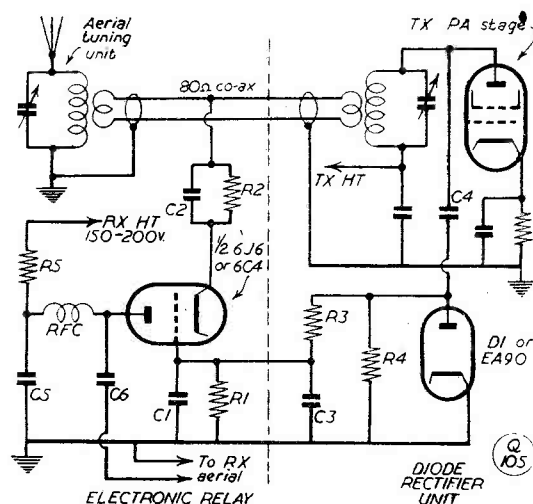 Aerial
tuning
unit
TX PA stage
80Ω co-ax
C2
R2
TX HT
C4
RX HT
150-200v.
½ 6J6
or 6C4
R5
RFC
R3
R4
D1 or
EA90
C5
C6
C1
R1
C3
To RX
aerial
Q
105
ELECTRONIC RELAY
DIODE
RECTIFIER
UNIT